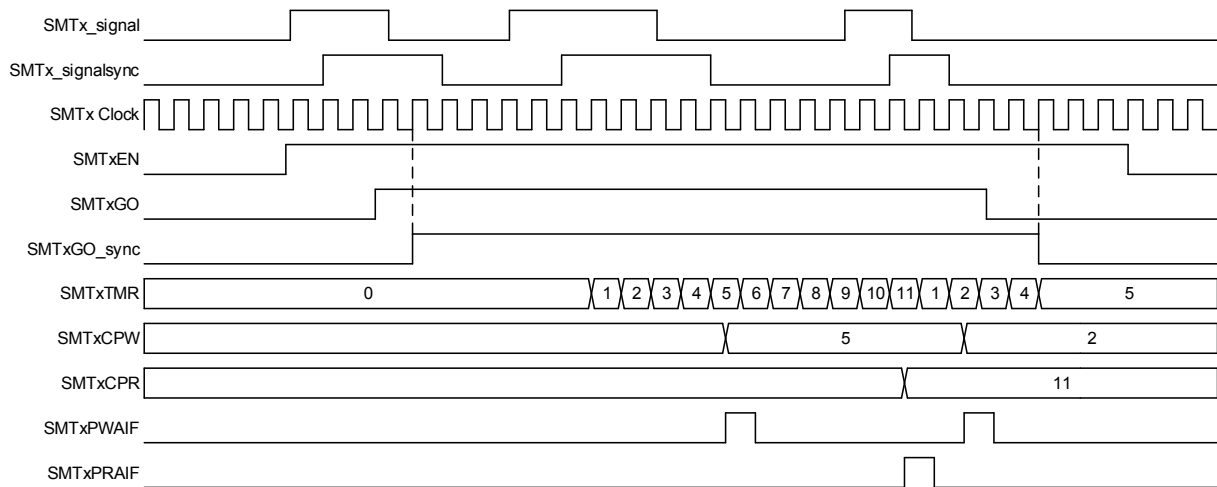 SMTx_signal
SMTx_signalsync
SMTx Clock
SMTxEN
SMTxGO
SMTxGO_sync
SMTxTMR 0 1 2 3 4 5 6 7 8 9 10 11 1 2 3 4 5
SMTxCPW 5 2
SMTxCPR 11
SMTxPWAIF
SMTxPRAIF